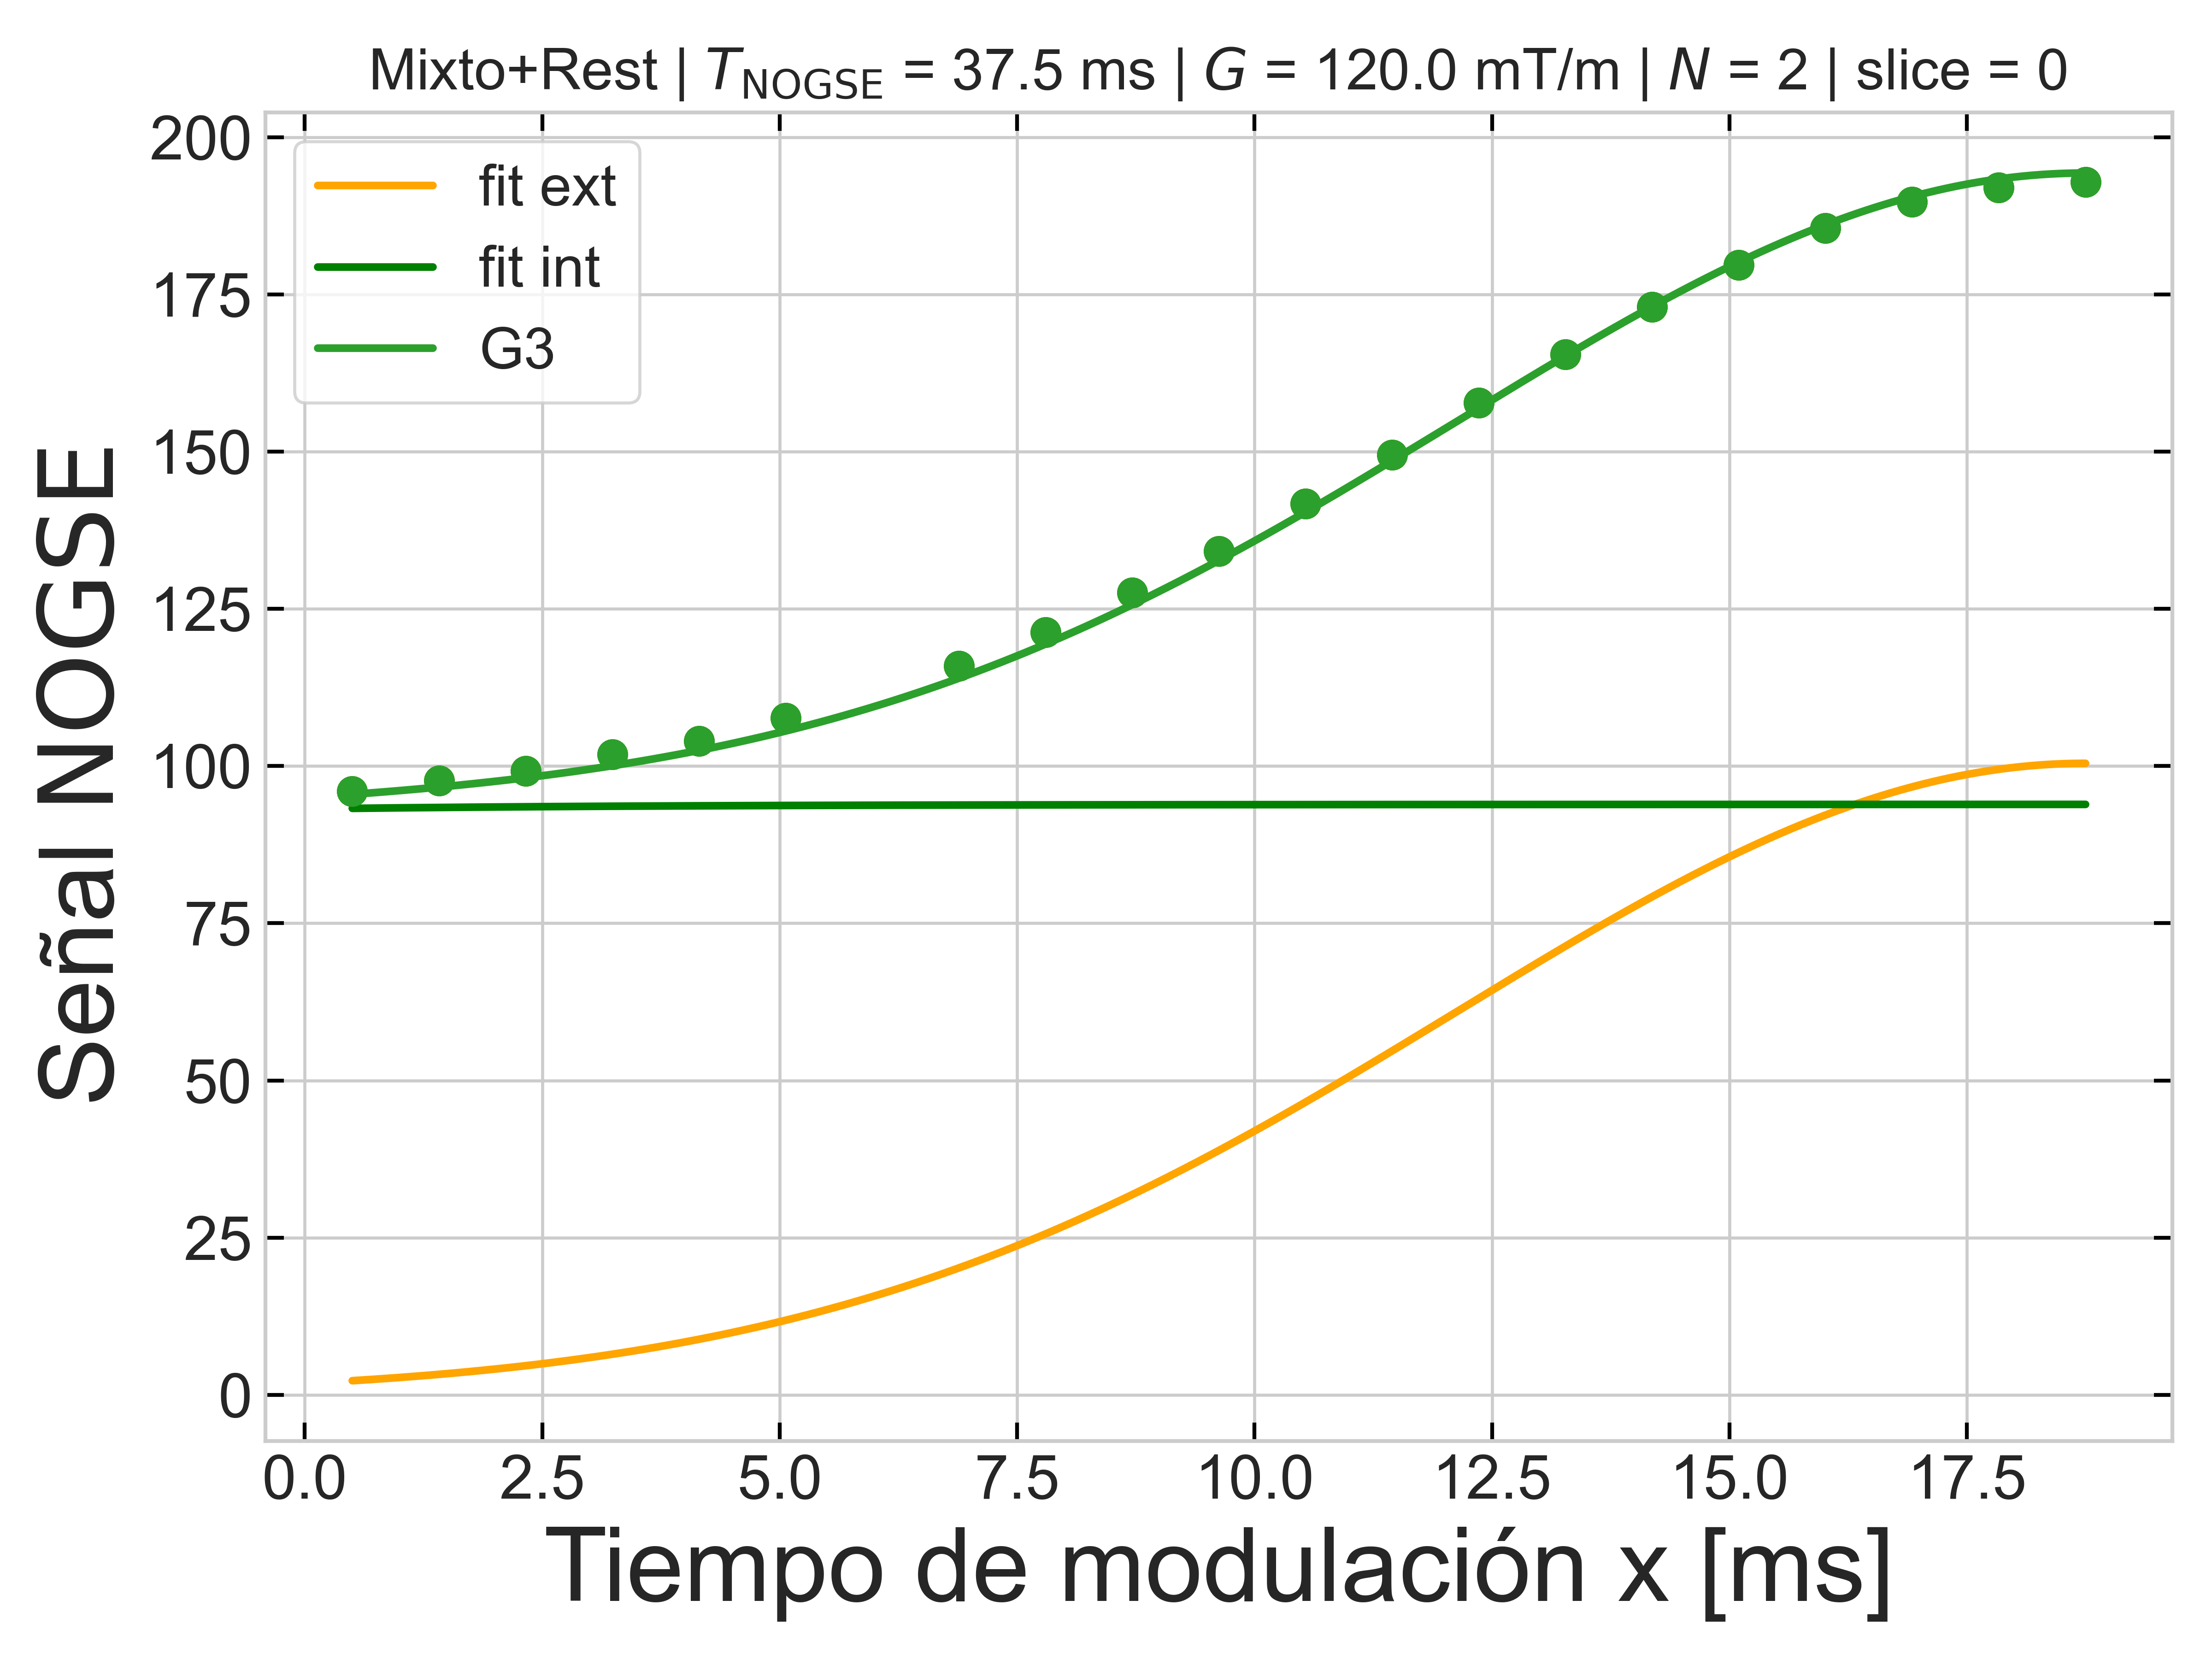 Mixto+Rest | T_NOGSE = 37.5 ms | G = 120.0 mT/m | N = 2 | slice = 0
fit ext
fit int
G3
Señal NOGSE
200
175
150
125
100
75
50
25
0
0.0 2.5 5.0 7.5 10.0 12.5 15.0 17.5
Tiempo de modulación x [ms]